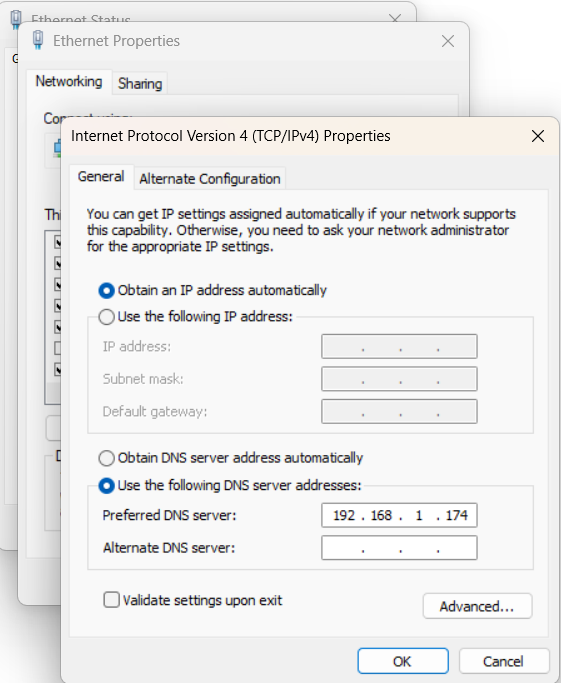 Ethernet Status
Ethernet Properties
Networking
Sharing
Internet Protocol Version 4 (TCP/IPv4) Properties
General
Alternate Configuration
You can get IP settings assigned automatically if your network supports
this capability. Otherwise, you need to ask your network administrator
for the appropriate IP settings.
Obtain an IP address automatically
Use the following IP address:
IP address:
Subnet mask:
Default gateway:
Obtain DNS server address automatically
Use the following DNS server addresses:
Preferred DNS server:
192 . 168 . 1 . 174
Alternate DNS server:
Validate settings upon exit
Advanced...
OK
Cancel